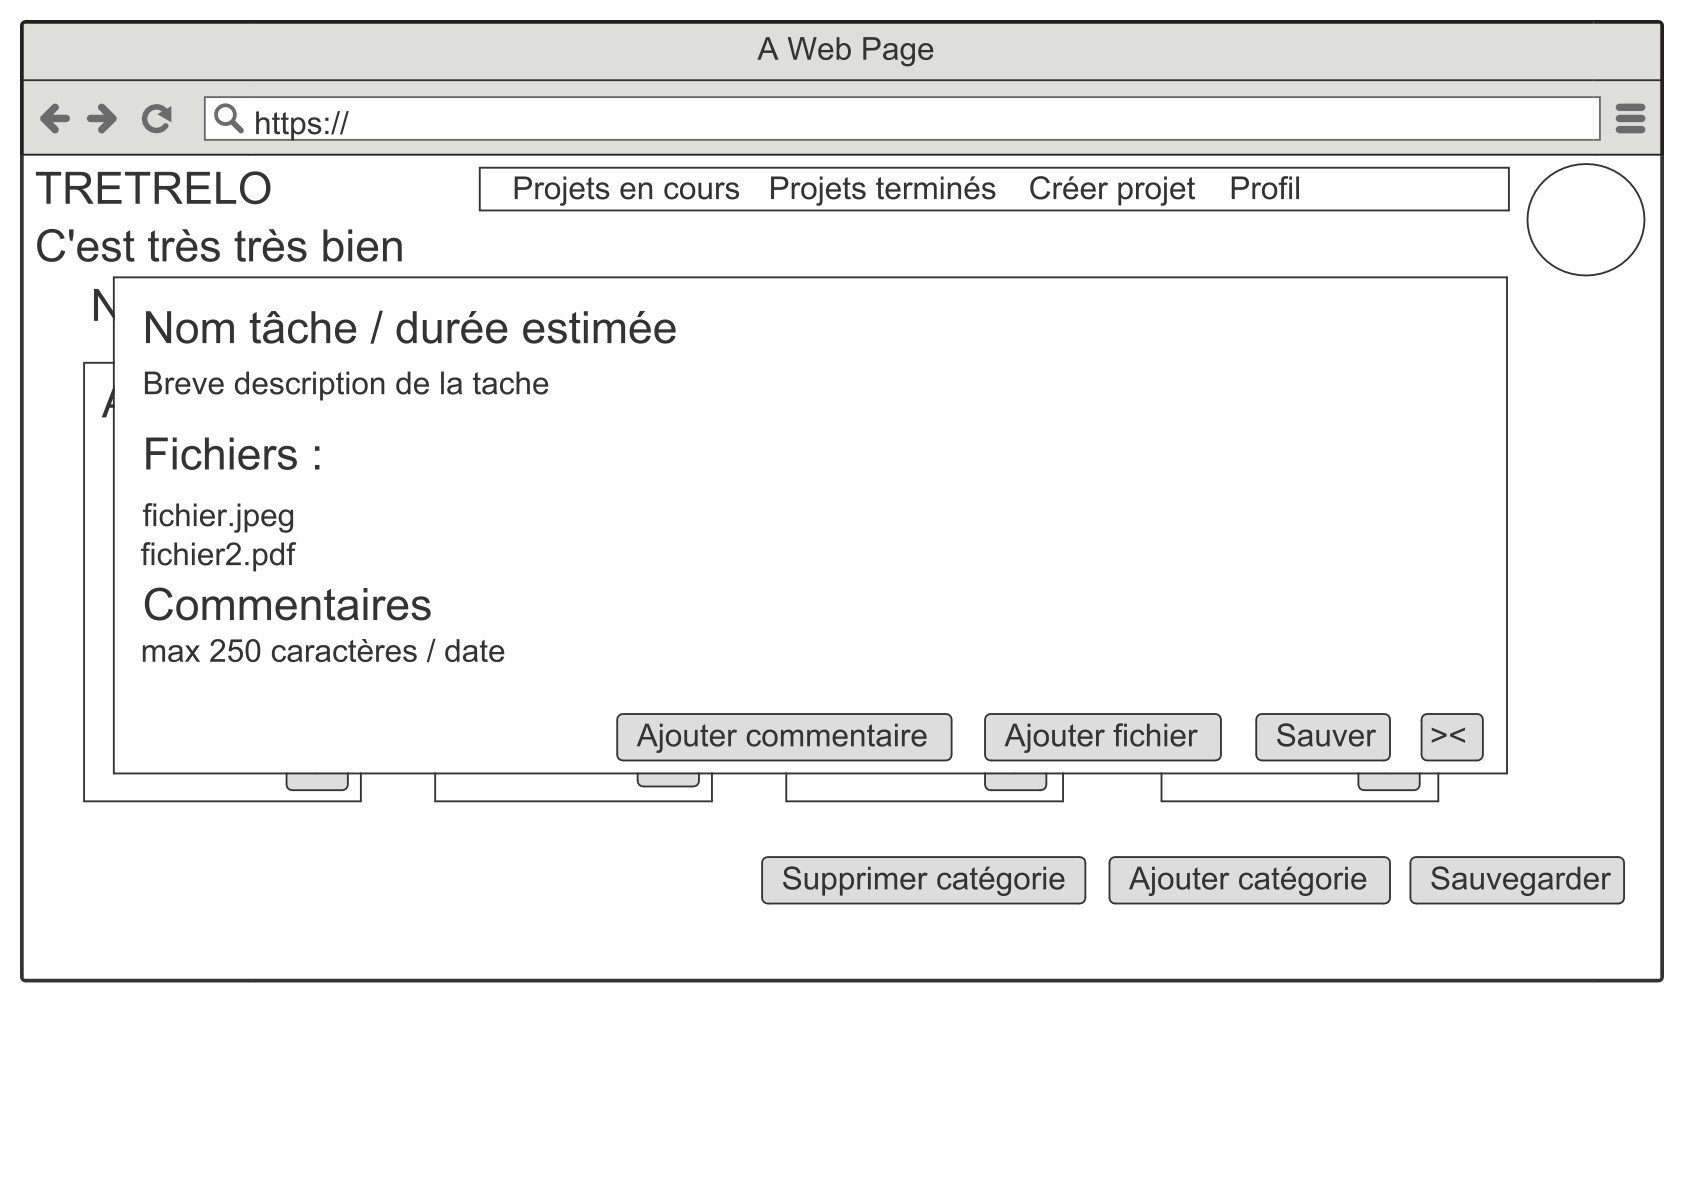 A Web Page
https://
TRETRELO
Projets en cours Projets terminés Créer projet Profil
C'est très très bien
N
Nom tâche / durée estimée
Breve description de la tache
A
Fichiers :
fichier.jpeg
fichier2.pdf
Commentaires
max 250 caractères / date
Ajouter commentaire Ajouter fichier Sauver ><
Supprimer catégorie Ajouter catégorie Sauvegarder